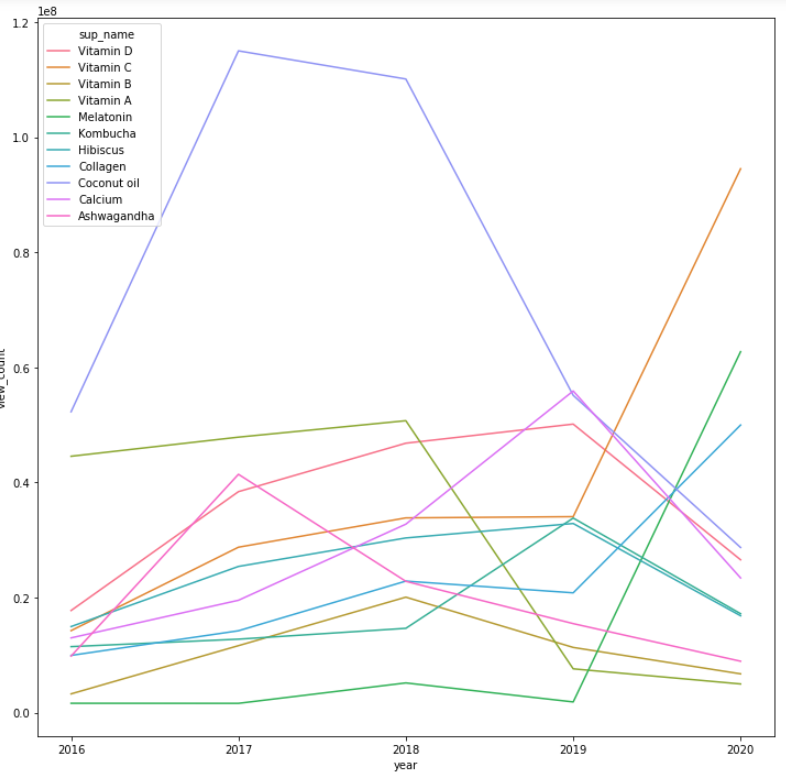 1e8
1.2
1.0
0.8
0.6
0.4
0.2
0.0
view_count
sup_name
Vitamin D
Vitamin C
Vitamin B
Vitamin A
Melatonin
Kombucha
Hibiscus
Collagen
Coconut oil
Calcium
Ashwagandha
2016 2017 2018 2019 2020
year